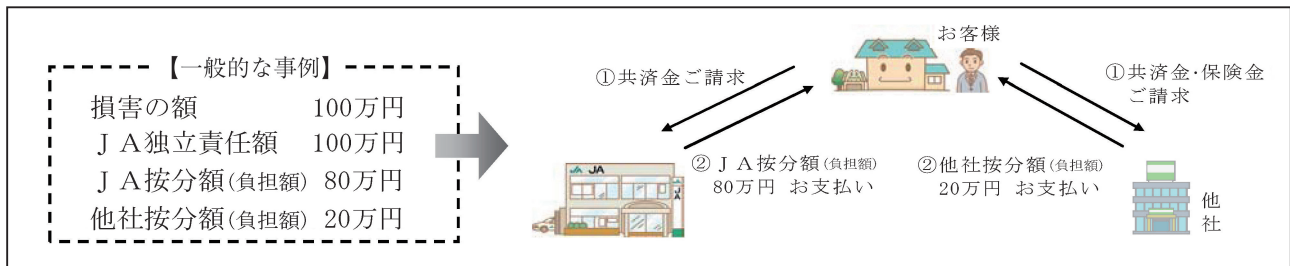 【一般的な事例】
損害の額 100万円
ＪＡ独立責任額 100万円
ＪＡ按分額(負担額) 80万円
他社按分額(負担額) 20万円
お客様
①共済金ご請求
①共済金・保険金
ご請求
②ＪＡ按分額(負担額)
80万円 お支払い
②他社按分額(負担額)
20万円 お支払い
JA JA
JA
他社